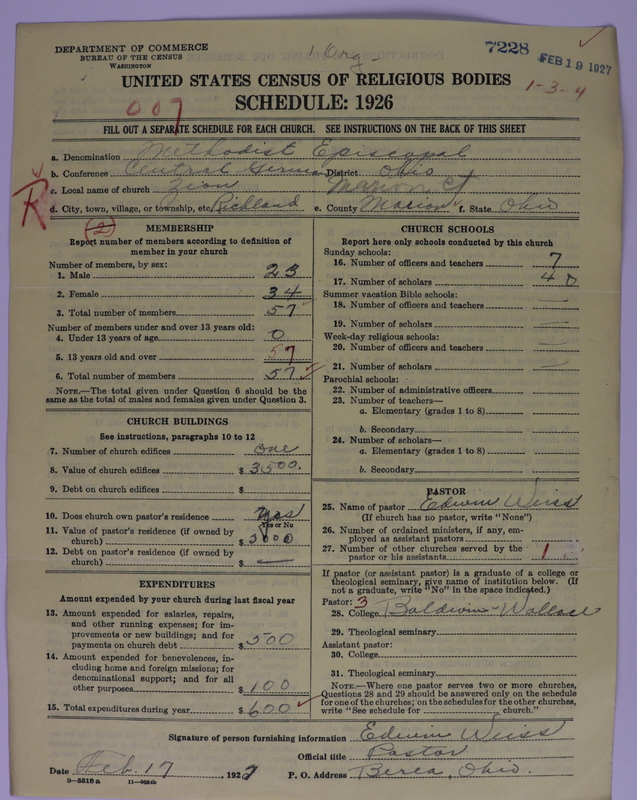 DEPARTMENT OF COMMERCE
BUREAU OF THE CENSUS
WASHINGTON
1 Org
7228 FEB 19 1927
UNITED STATES CENSUS OF RELIGIOUS BODIES
1-3-4
SCHEDULE: 1926
007
FILL OUT A SEPARATE SCHEDULE FOR EACH CHURCH. SEE INSTRUCTIONS ON THE BACK OF THIS SHEET
a. Denomination Methodist Episcopal
b. Conference Central German District Ohio
c. Local name of church Zion Marion Ct
d. City, town, village, or township, etc. Richland e. County Marion f. State Ohio
R
(2)
MEMBERSHIP
Report number of members according to definition of member in your church
Number of members, by sex:
1. Male 23
2. Female 34
3. Total number of members 57
Number of members under and over 13 years old:
4. Under 13 years of age 0
5. 13 years old and over 57
6. Total number of members 57
NOTE.—The total given under Question 6 should be
same as the total of males and females given under Question 3.
CHURCH BUILDINGS
See instructions, paragraphs 10 to 12
7. Number of church edifices one
8. Value of church edifices $ 3500.
9. Debt on church edifices $
10. Does church own pastor's residence Yes
Yes or No
11. Value of pastor's residence (if owned by
church) $ 3000
12. Debt on pastor's residence (if owned by
church) $ —
EXPENDITURES
Amount expended by your church during last fiscal year
13. Amount expended for salaries, repairs,
and other running expenses; for im-
provements or new buildings; and for
payments on church debt $ 500
14. Amount expended for benevolences, in-
cluding home and foreign missions; for
denominational support; and for all
other purposes $ 100
15. Total expenditures during year $ 600
CHURCH SCHOOLS
Report here only schools conducted by this church
Sunday schools:
16. Number of officers and teachers 7
17. Number of scholars 40
Summer vacation Bible schools:
18. Number of officers and teachers —
19. Number of scholars —
Week-day religious schools:
20. Number of officers and teachers —
21. Number of scholars —
Parochial schools:
22. Number of administrative officers
23. Number of teachers—
a. Elementary (grades 1 to 8)
b. Secondary
24. Number of scholars—
a. Elementary (grades 1 to 8)
b. Secondary
PASTOR
25. Name of pastor Edwin Weiss
(If church has no pastor, write "None")
26. Number of ordained ministers, if any, em-
ployed as assistant pastors
27. Number of other churches served by the
pastor or his assistants 1
If pastor (or assistant pastor) is a graduate of a college or
theological seminary, give name of institution below. (If
not a graduate, write "No" in the space indicated.)
Pastor: 3
28. College Baldwin-Wallace
29. Theological seminary
Assistant pastor:
30. College
31. Theological seminary
NOTE.—Where one pastor serves two or more churches,
Questions 28 and 29 should be answered only on the schedule
for one of the churches; on the schedules for the other churches,
write "See schedule for church."
Signature of person furnishing information Edwin Weiss
Official title Pastor
Date Feb. 17, 1927 P. O. Address Berea, Ohio.